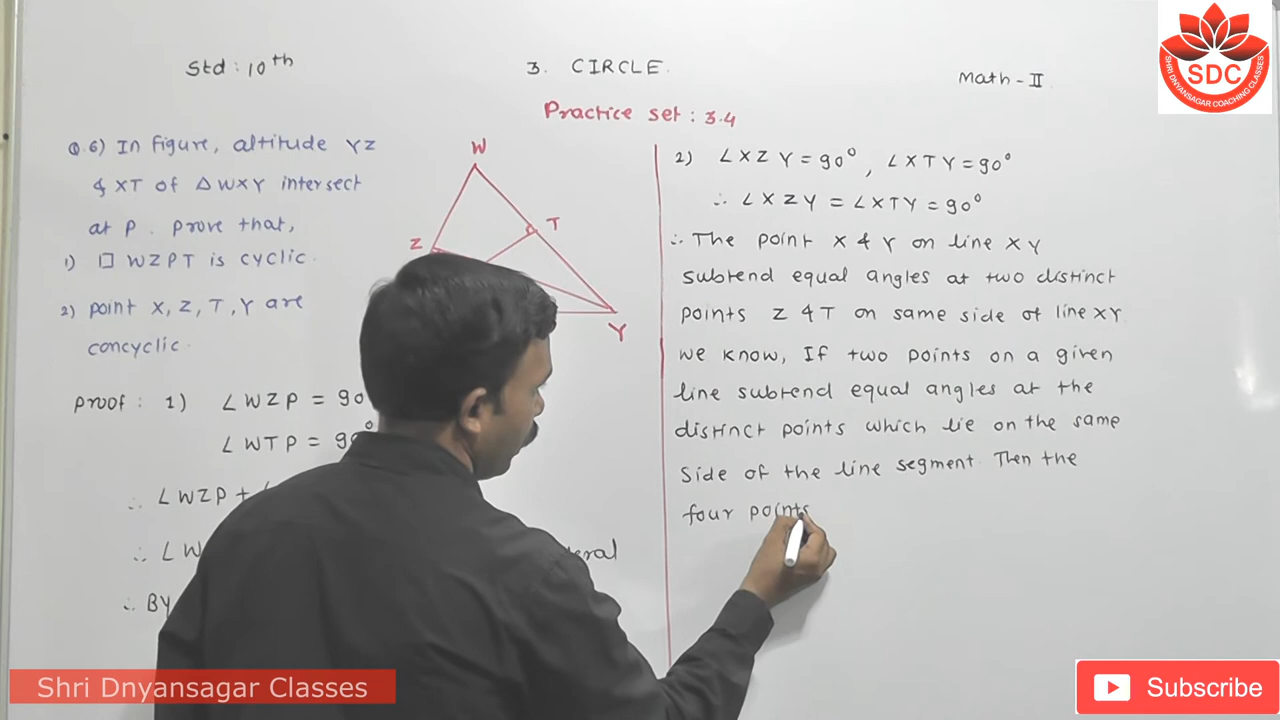 Std : 10th
3. CIRCLE.
Math - II
Practice set : 3.4
SHRI DNYANSAGAR COACHING CLASSES
SDC
Q.6) In figure, altitude YZ
& XT of △ WXY intersect
at P. prove that,
1) □ WZPT is cyclic.
2) point X, Z, T, Y are
concyclic.
W
T
Z
Y
Proof : 1) ∠WZP = 90
∠WTP = 90°
∴ ∠WZP +
∴ ∠W
∴ BY
2) ∠XZY = 90°, ∠XTY = 90°
∴ ∠XZY = ∠XTY = 90°
∴ The point X & Y on line XY
subtend equal angles at two distinct
points Z & T on same side of line XY
we know, If two points on a given
line subtend equal angles at the
distinct points which lie on the same
side of the line segment. Then the
four points
Shri Dnyansagar Classes
Subscribe